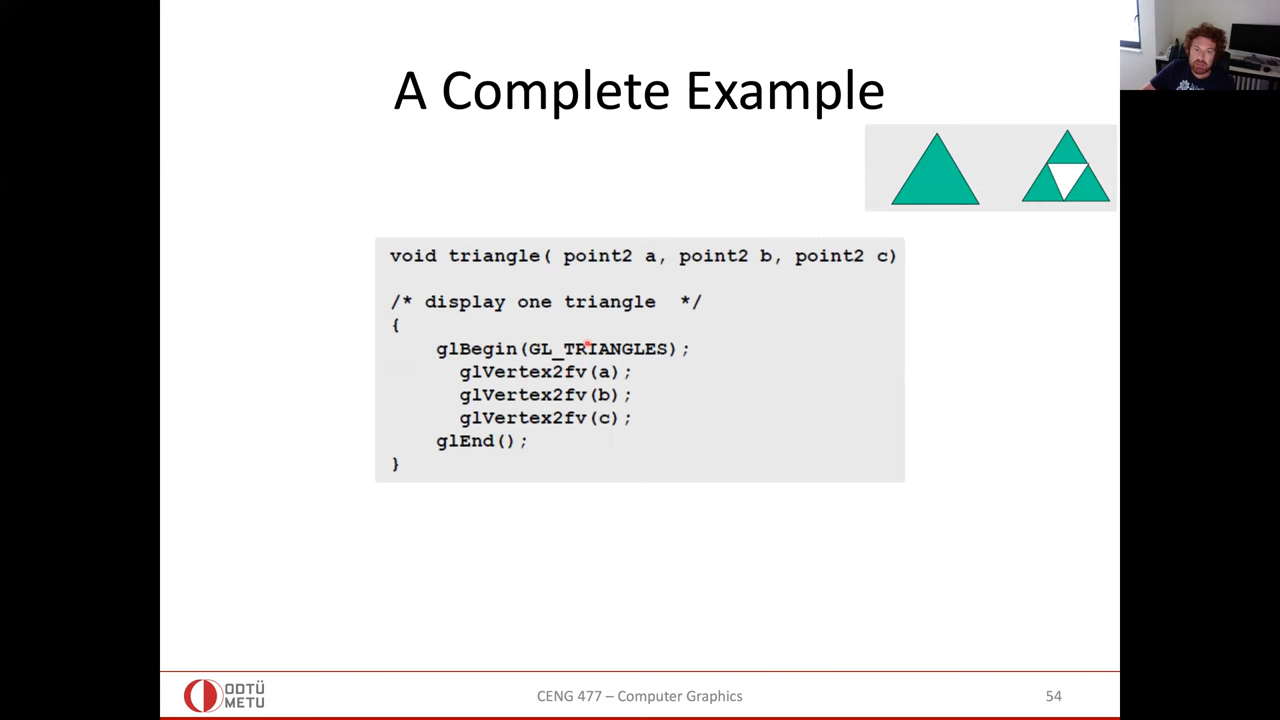 A Complete Example
void triangle( point2 a, point2 b, point2 c)
/* display one triangle */
{
glBegin(GL_TRIANGLES);
glVertex2fv(a);
glVertex2fv(b);
glVertex2fv(c);
glEnd();
}
ODTÜ
METU
CENG 477 – Computer Graphics
54